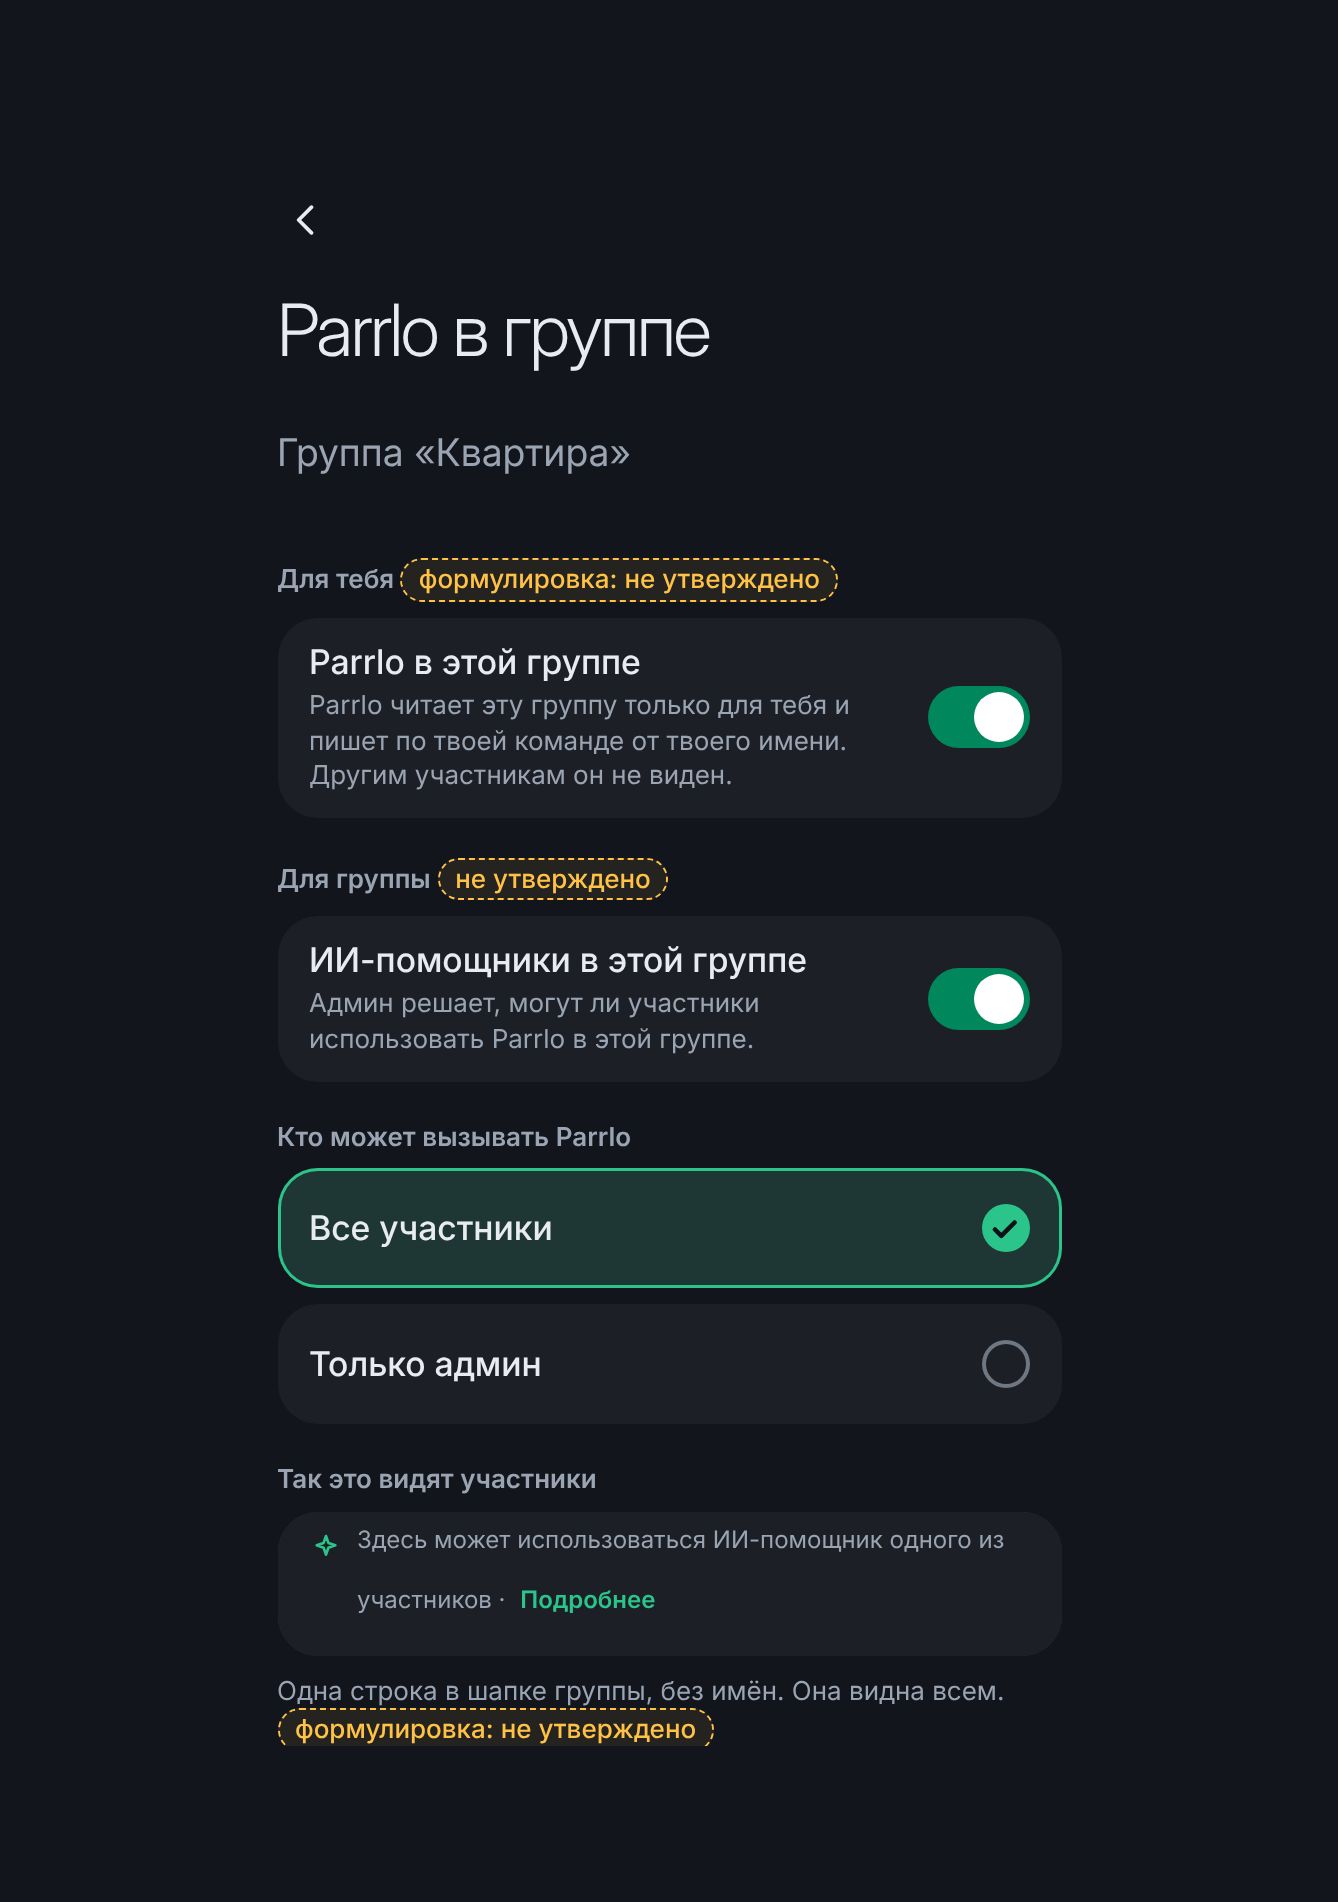 Parrlo в группе
Группа «Квартира»
Для тебя формулировка: не утверждено
Parrlo в этой группе
Parrlo читает эту группу только для тебя и
пишет по твоей команде от твоего имени.
Другим участникам он не виден.
Для группы не утверждено
ИИ-помощники в этой группе
Админ решает, могут ли участники
использовать Parrlo в этой группе.
Кто может вызывать Parrlo
Все участники
Только админ
Так это видят участники
Здесь может использоваться ИИ-помощник одного из
участников · Подробнее
Одна строка в шапке группы, без имён. Она видна всем.
формулировка: не утверждено